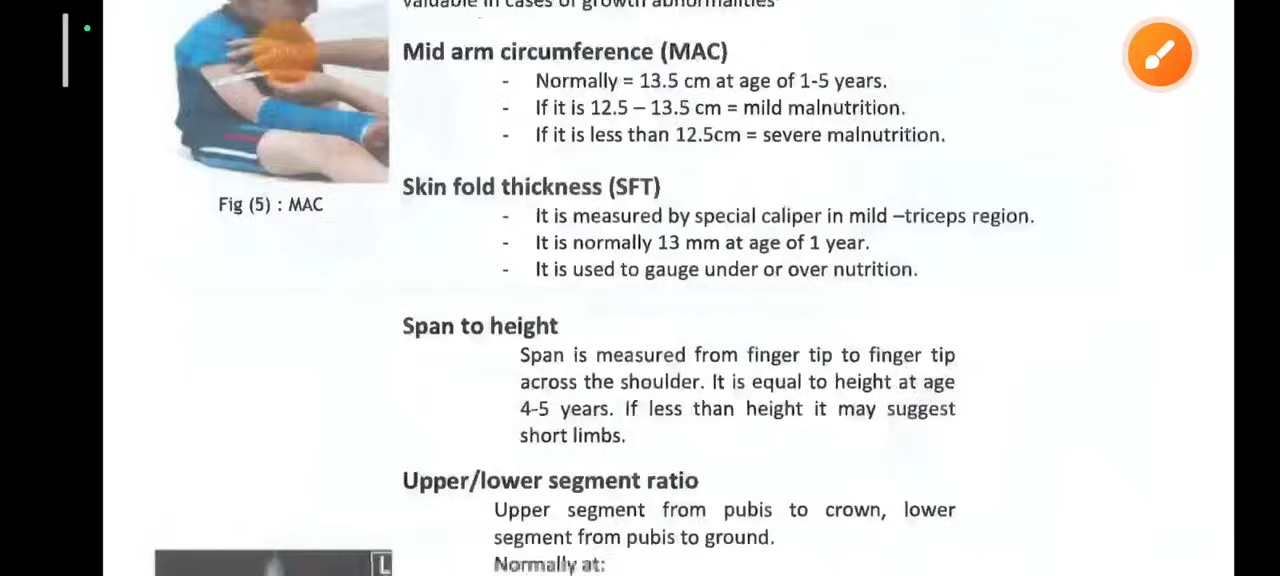 valuable in cases of growth abnormalities
Mid arm circumference (MAC)
- Normally = 13.5 cm at age of 1-5 years.
- If it is 12.5 – 13.5 cm = mild malnutrition.
- If it is less than 12.5cm = severe malnutrition.
Fig (5) : MAC
Skin fold thickness (SFT)
- It is measured by special caliper in mild –triceps region.
- It is normally 13 mm at age of 1 year.
- It is used to gauge under or over nutrition.
Span to height
Span is measured from finger tip to finger tip
across the shoulder. It is equal to height at age
4-5 years. If less than height it may suggest
short limbs.
Upper/lower segment ratio
Upper segment from pubis to crown, lower
segment from pubis to ground.
Normally at:
L